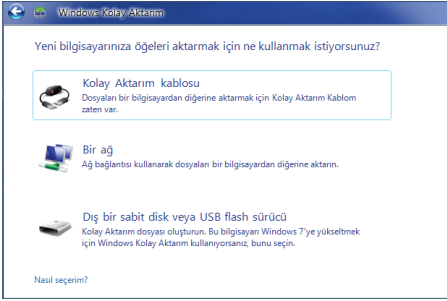 Windows Kolay Aktarım
Yeni bilgisayarınıza öğeleri aktarmak için ne kullanmak istiyorsunuz?
Kolay Aktarım kablosu
Dosyaları bir bilgisayardan diğerine aktarmak için Kolay Aktarım Kablom
zaten var.
Bir ağ
Ağ bağlantısı kullanarak dosyaları bir bilgisayardan diğerine aktarın.
Dış bir sabit disk veya USB flash sürücü
Kolay Aktarım dosyası oluşturun. Bu bilgisayarı Windows 7'ye yükseltmek
için Windows Kolay Aktarım kullanıyorsanız, bunu seçin.
Nasıl seçerim?